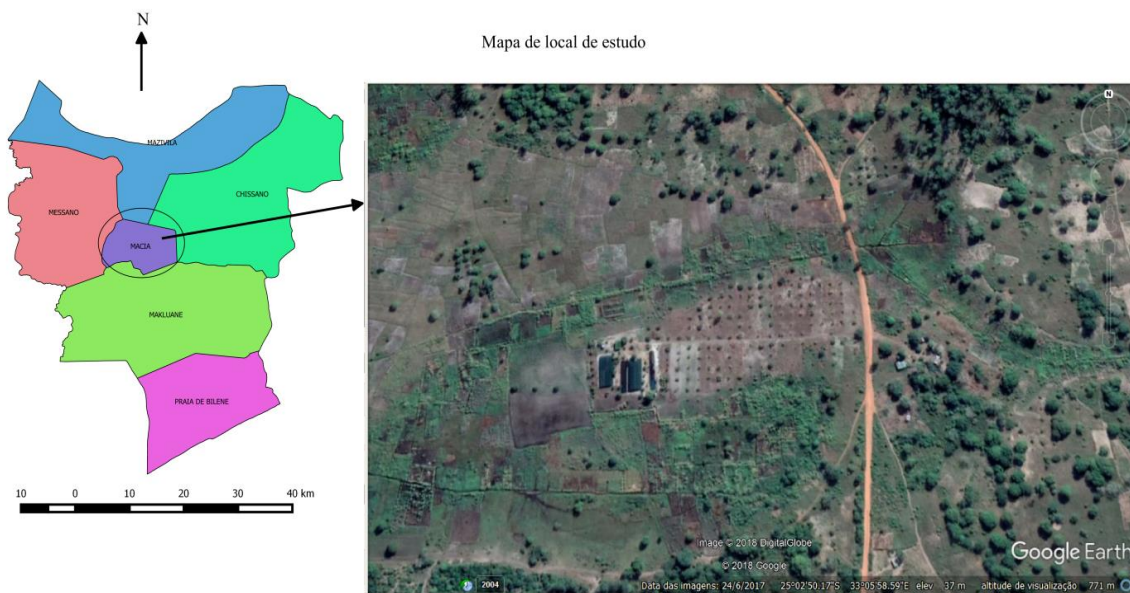 N
Mapa de local de estudo
MAZIVILA
CHISSANO
MESSANO
MACIA
MAKLUANE
PRAIA DE BILENE
10 0 10 20 30 40 km
N
Image © 2018 DigitalGlobe
© 2018 Google
Google Earth
2004
Data das imagens: 24/6/2017 25°02'50.17"S 33°05'58.59"E elev 37 m altitude de visualização 771 m